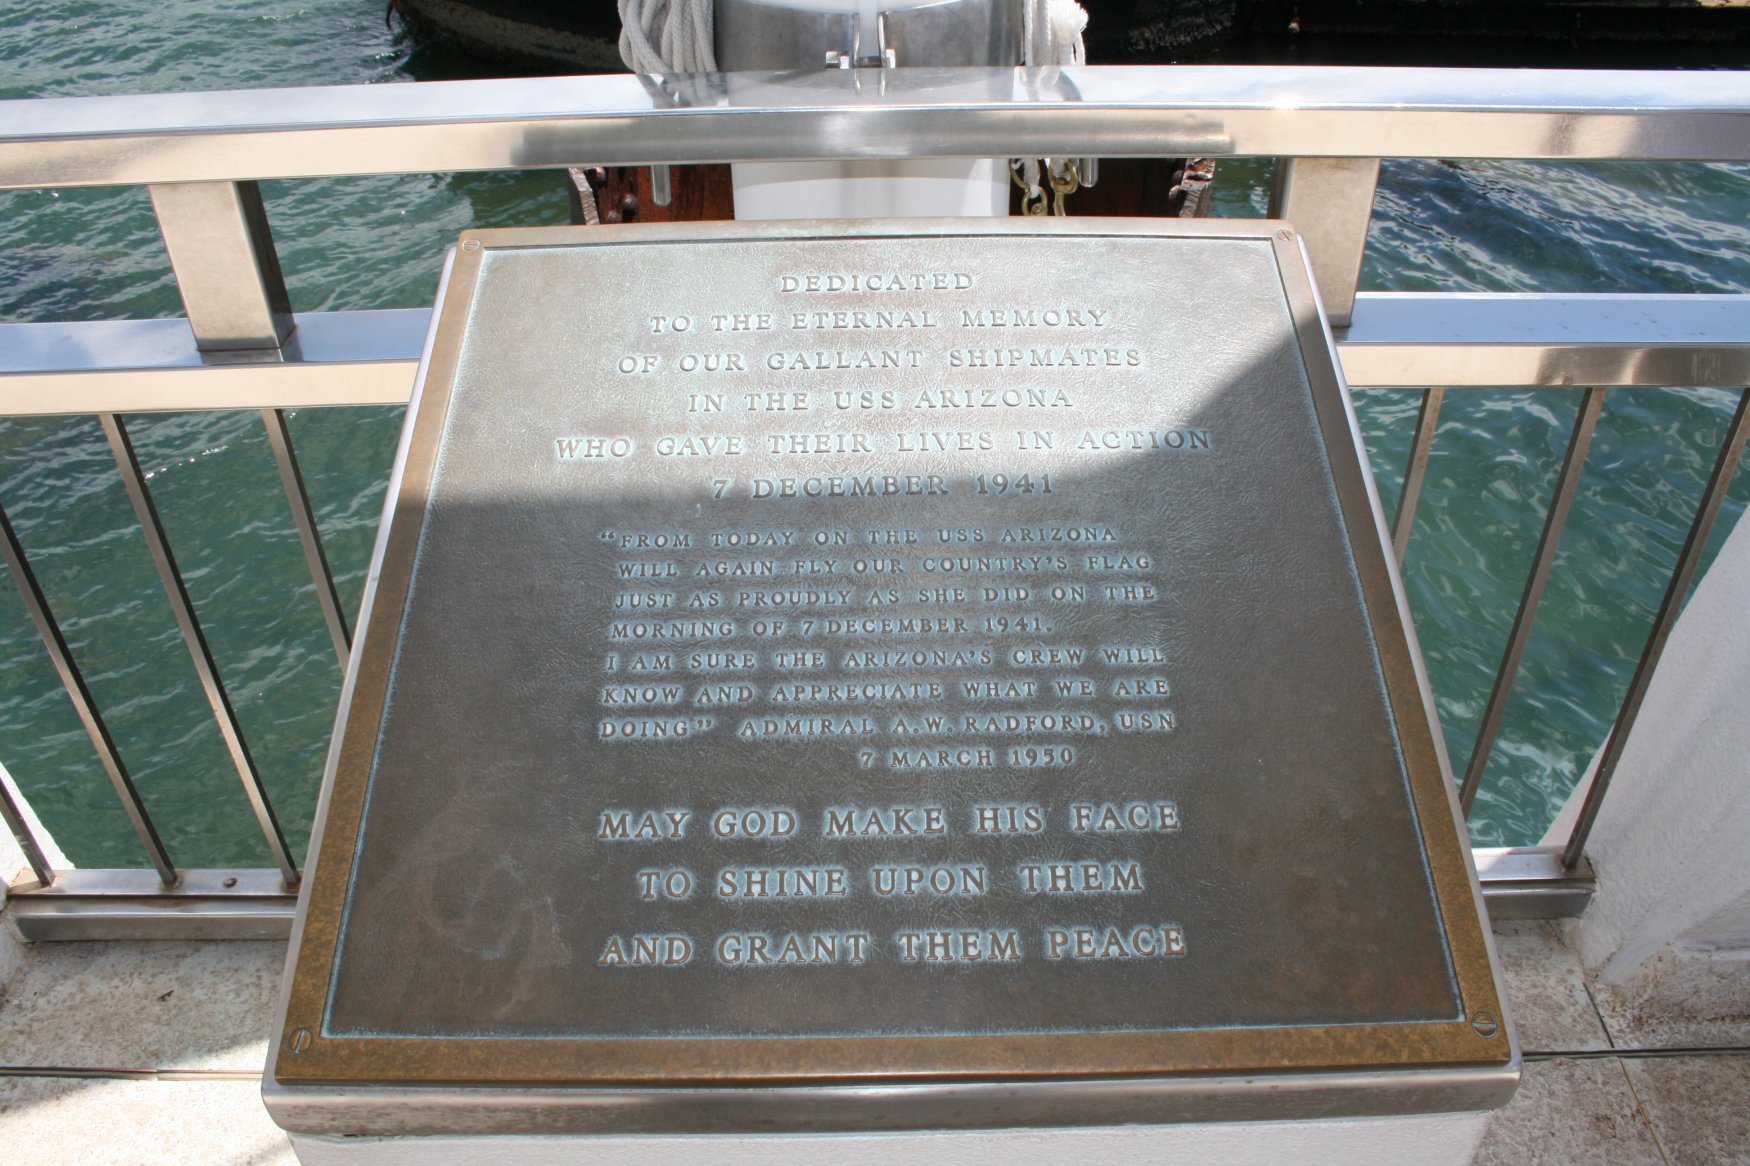 DEDICATED
TO THE ETERNAL MEMORY
OF OUR GALLANT SHIPMATES
IN THE USS ARIZONA
WHO GAVE THEIR LIVES IN ACTION
7 DECEMBER 1941
“FROM TODAY ON THE USS ARIZONA
WILL AGAIN FLY OUR COUNTRY'S FLAG
JUST AS PROUDLY AS SHE DID ON THE
MORNING OF 7 DECEMBER 1941.
I AM SURE THE ARIZONA'S CREW WILL
KNOW AND APPRECIATE WHAT WE ARE
DOING” ADMIRAL A.W. RADFORD, USN
7 MARCH 1950
MAY GOD MAKE HIS FACE
TO SHINE UPON THEM
AND GRANT THEM PEACE